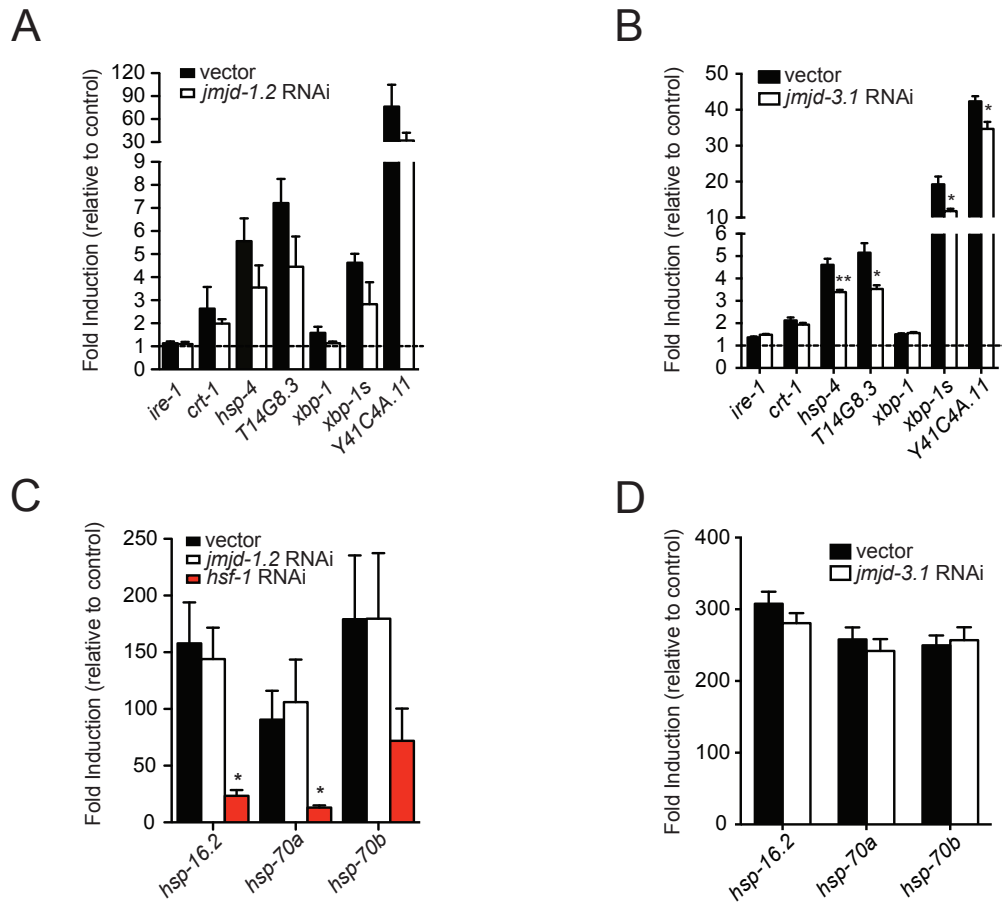 A
Fold Induction (relative to control)
vector
jmjd-1.2 RNAi
120
90
60
30
9
8
7
6
5
4
3
2
1
0
ire-1
crt-1
hsp-4
T14G8.3
xbp-1
xbp-1s
Y41C4A.11
B
Fold Induction (relative to control)
vector
jmjd-3.1 RNAi
50
40
30
20
10
6
5
4
3
2
1
0
**
*
*
*
ire-1
crt-1
hsp-4
T14G8.3
xbp-1
xbp-1s
Y41C4A.11
C
Fold Induction (relative to control)
vector
jmjd-1.2 RNAi
hsf-1 RNAi
250
200
150
100
50
0
*
*
hsp-16.2
hsp-70a
hsp-70b
D
Fold Induction (relative to control)
vector
jmjd-3.1 RNAi
400
300
200
100
0
hsp-16.2
hsp-70a
hsp-70b